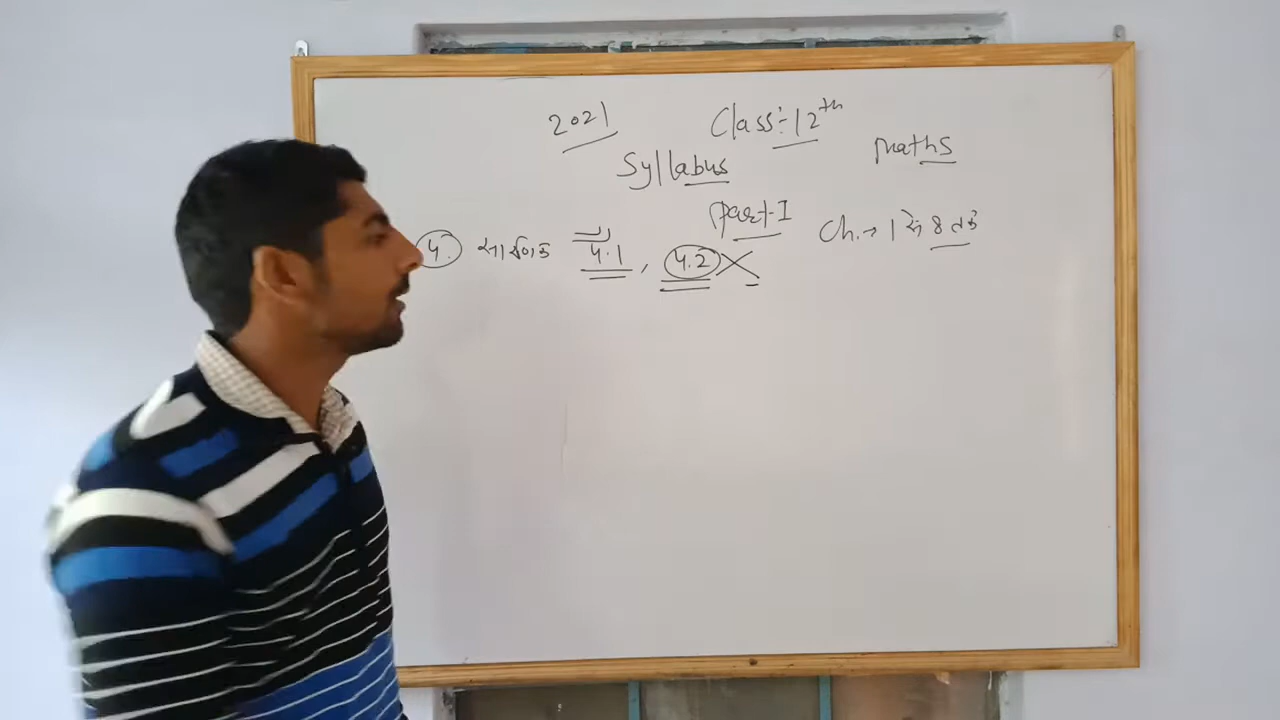 2021 Class:- 12th
Syllabus Maths
Part-I Ch. → 1 से 8 तक
4. सारणिक 4.1, 4.2 ×